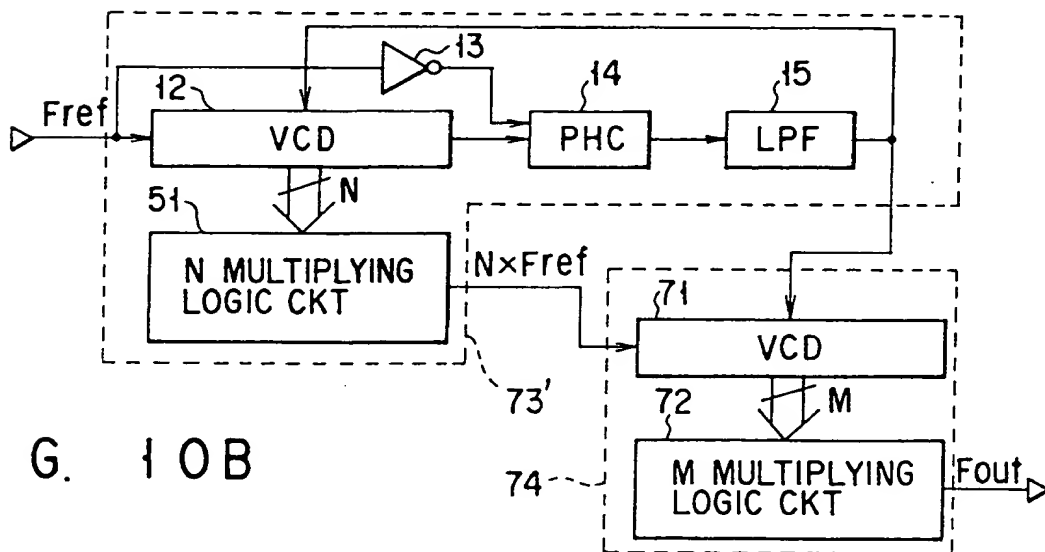 13
Fref
12
VCD
14
PHC
15
LPF
N
51
N MULTIPLYING
LOGIC CKT
N×Fref
71
VCD
73'
M
72
M MULTIPLYING
LOGIC CKT
Fout
74
G. 10B